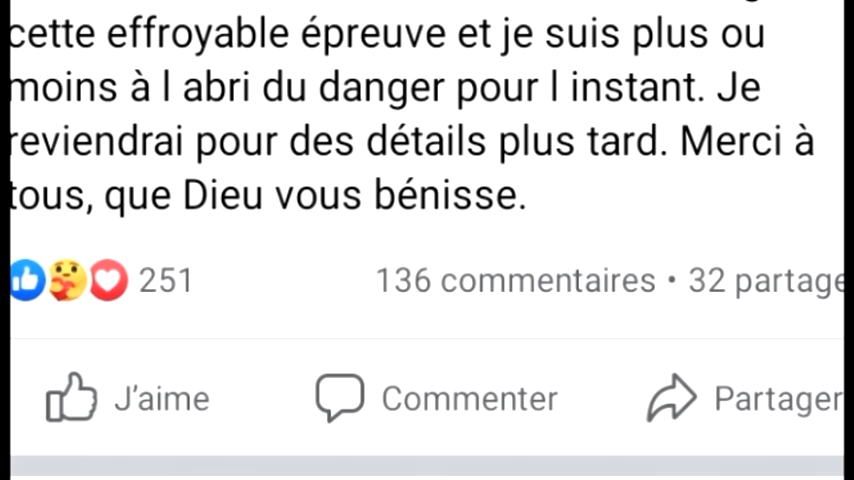 cette effroyable épreuve et je suis plus ou
moins à l abri du danger pour l instant. Je
reviendrai pour des détails plus tard. Merci à
tous, que Dieu vous bénisse.
251 136 commentaires • 32 partage
J'aime Commenter Partager